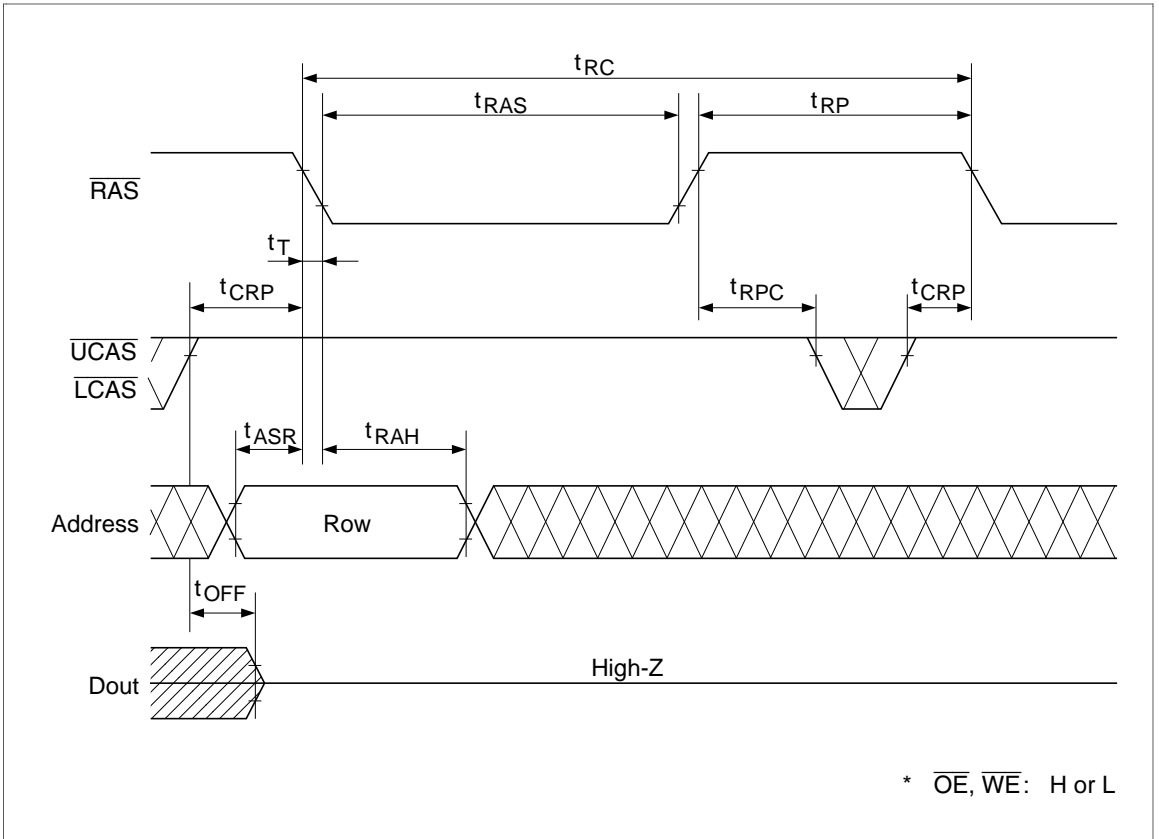 tRC
tRAS tRP
RAS
tT
tCRP tRPC tCRP
UCAS
LCAS
tASR tRAH
Address Row
tOFF
High-Z
Dout
* OE, WE: H or L